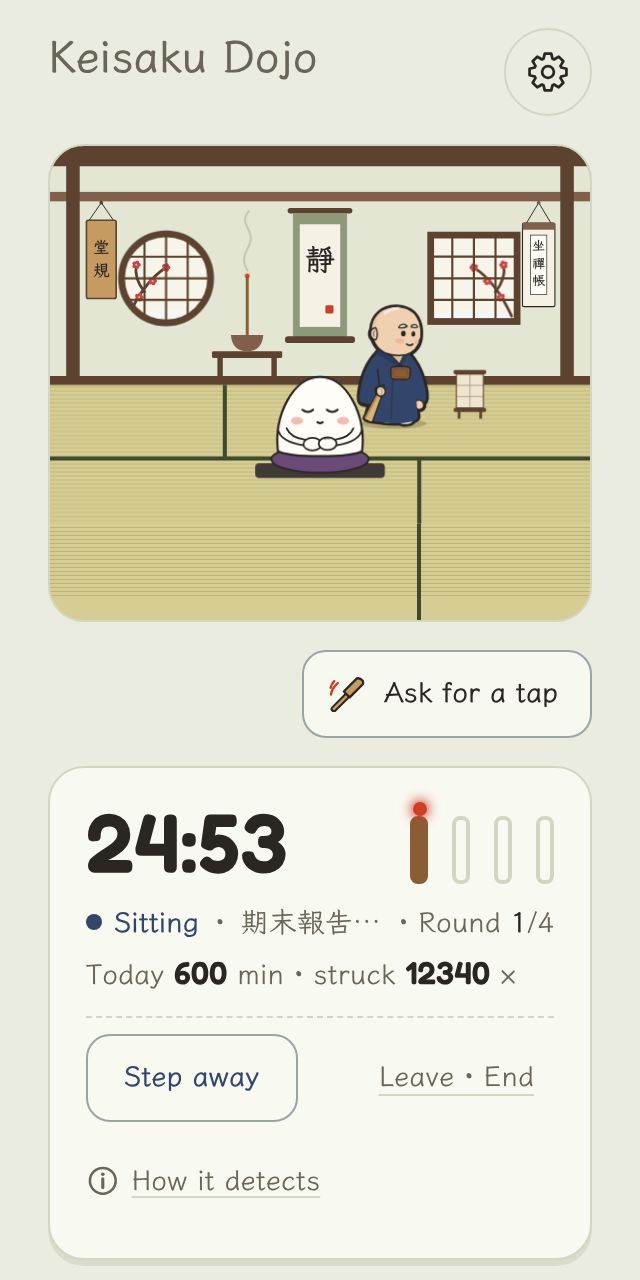 Keisaku Dojo
堂規
靜
坐禪帳
Ask for a tap
24:53
Sitting • 期末報告… • Round 1/4
Today 600 min • struck 12340 ×
Step away
Leave • End
How it detects